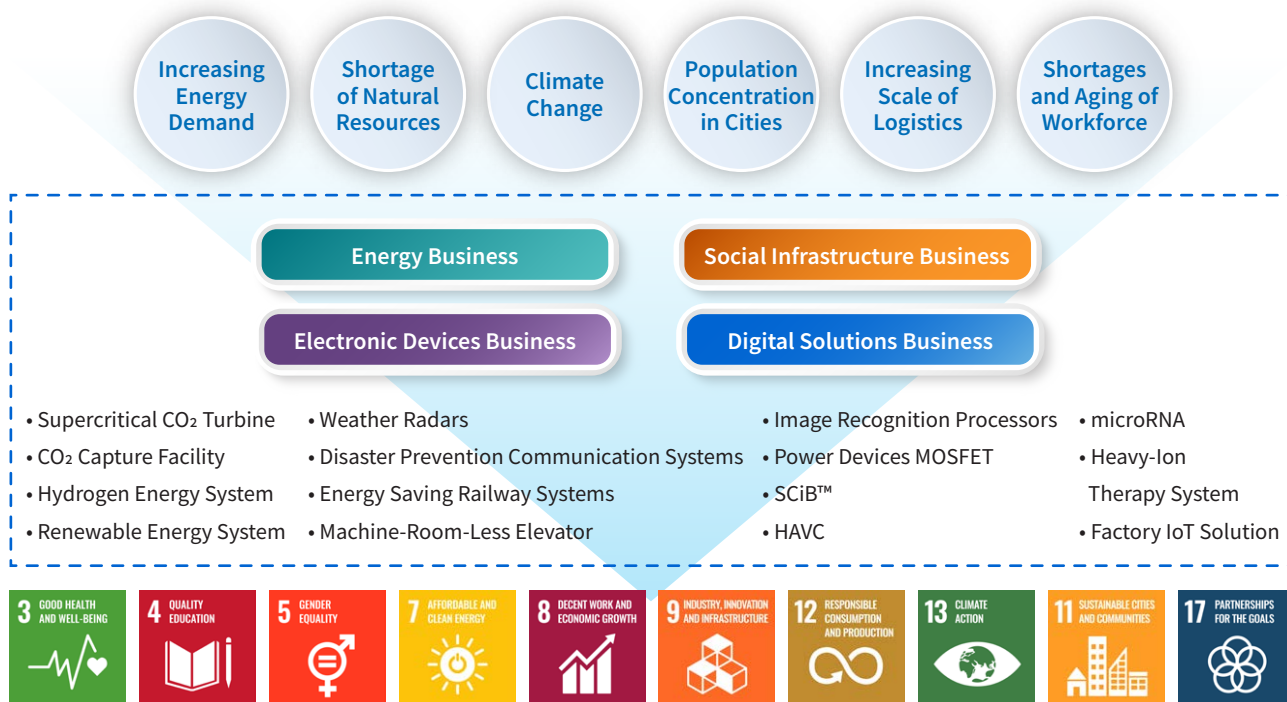 Increasing
Energy
Demand
Shortage
of Natural
Resources
Climate
Change
Population
Concentration
in Cities
Increasing
Scale of
Logistics
Shortages
and Aging of
Workforce
Energy Business
Social Infrastructure Business
Electronic Devices Business
Digital Solutions Business
• Supercritical CO₂ Turbine
• CO₂ Capture Facility
• Hydrogen Energy System
• Renewable Energy System
• Weather Radars
• Disaster Prevention Communication Systems
• Energy Saving Railway Systems
• Machine-Room-Less Elevator
• Image Recognition Processors
• Power Devices MOSFET
• SCiB™
• HAVC
• microRNA
• Heavy-Ion
Therapy System
• Factory IoT Solution
3 GOOD HEALTH
AND WELL-BEING
4 QUALITY
EDUCATION
5 GENDER
EQUALITY
7 AFFORDABLE AND
CLEAN ENERGY
8 DECENT WORK AND
ECONOMIC GROWTH
9 INDUSTRY, INNOVATION
AND INFRASTRUCTURE
12 RESPONSIBLE
CONSUMPTION
AND PRODUCTION
13 CLIMATE
ACTION
11 SUSTAINABLE CITIES
AND COMMUNITIES
17 PARTNERSHIPS
FOR THE GOALS